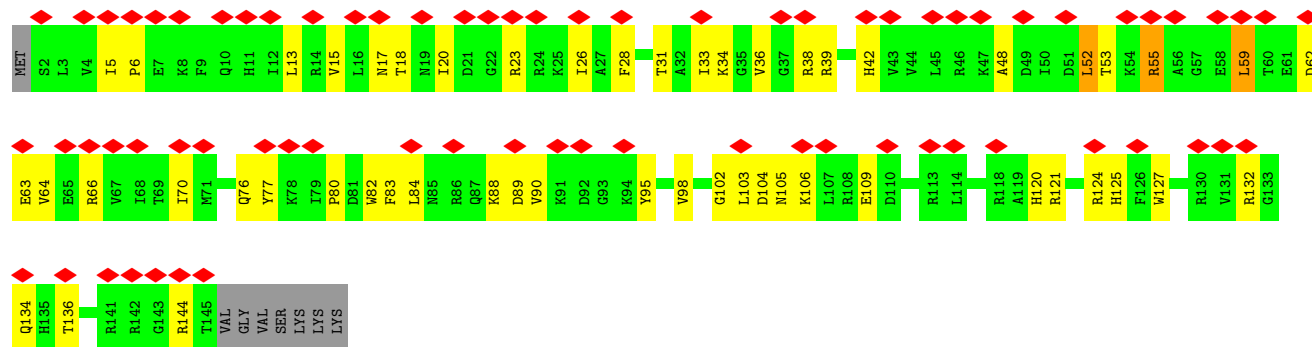 MET S2 L3 V4 I5 P6 E7 K8 F9 Q10 H11 I12 L13 R14 V15 L16 N17 T18 N19 I20 D21 G22 R23 R24 K25 I26 A27 F28 T31 A32 I33 K34 G35 V36 G37 R38 R39 H42 V43 V44 L45 R46 K47 A48 D49 I50 D51 L52 T53 K54 R55 A56 G57 E58 L59 T60 E61 D62
E63 V64 E65 R66 V67 I68 T69 I70 M71 Q76 Y77 K78 I79 P80 D81 W82 F83 L84 N85 R86 Q87 K88 D89 V90 K91 D92 G93 K94 Y95 V98 G102 L103 D104 N105 K106 L107 R108 E109 D110 R113 L114 R118 A119 H120 R121 R124 H125 F126 W127 R130 V131 R132 G133
Q134 H135 T136 R141 R142 G143 R144 T145 VAL GLY VAL SER LYS LYS LYS